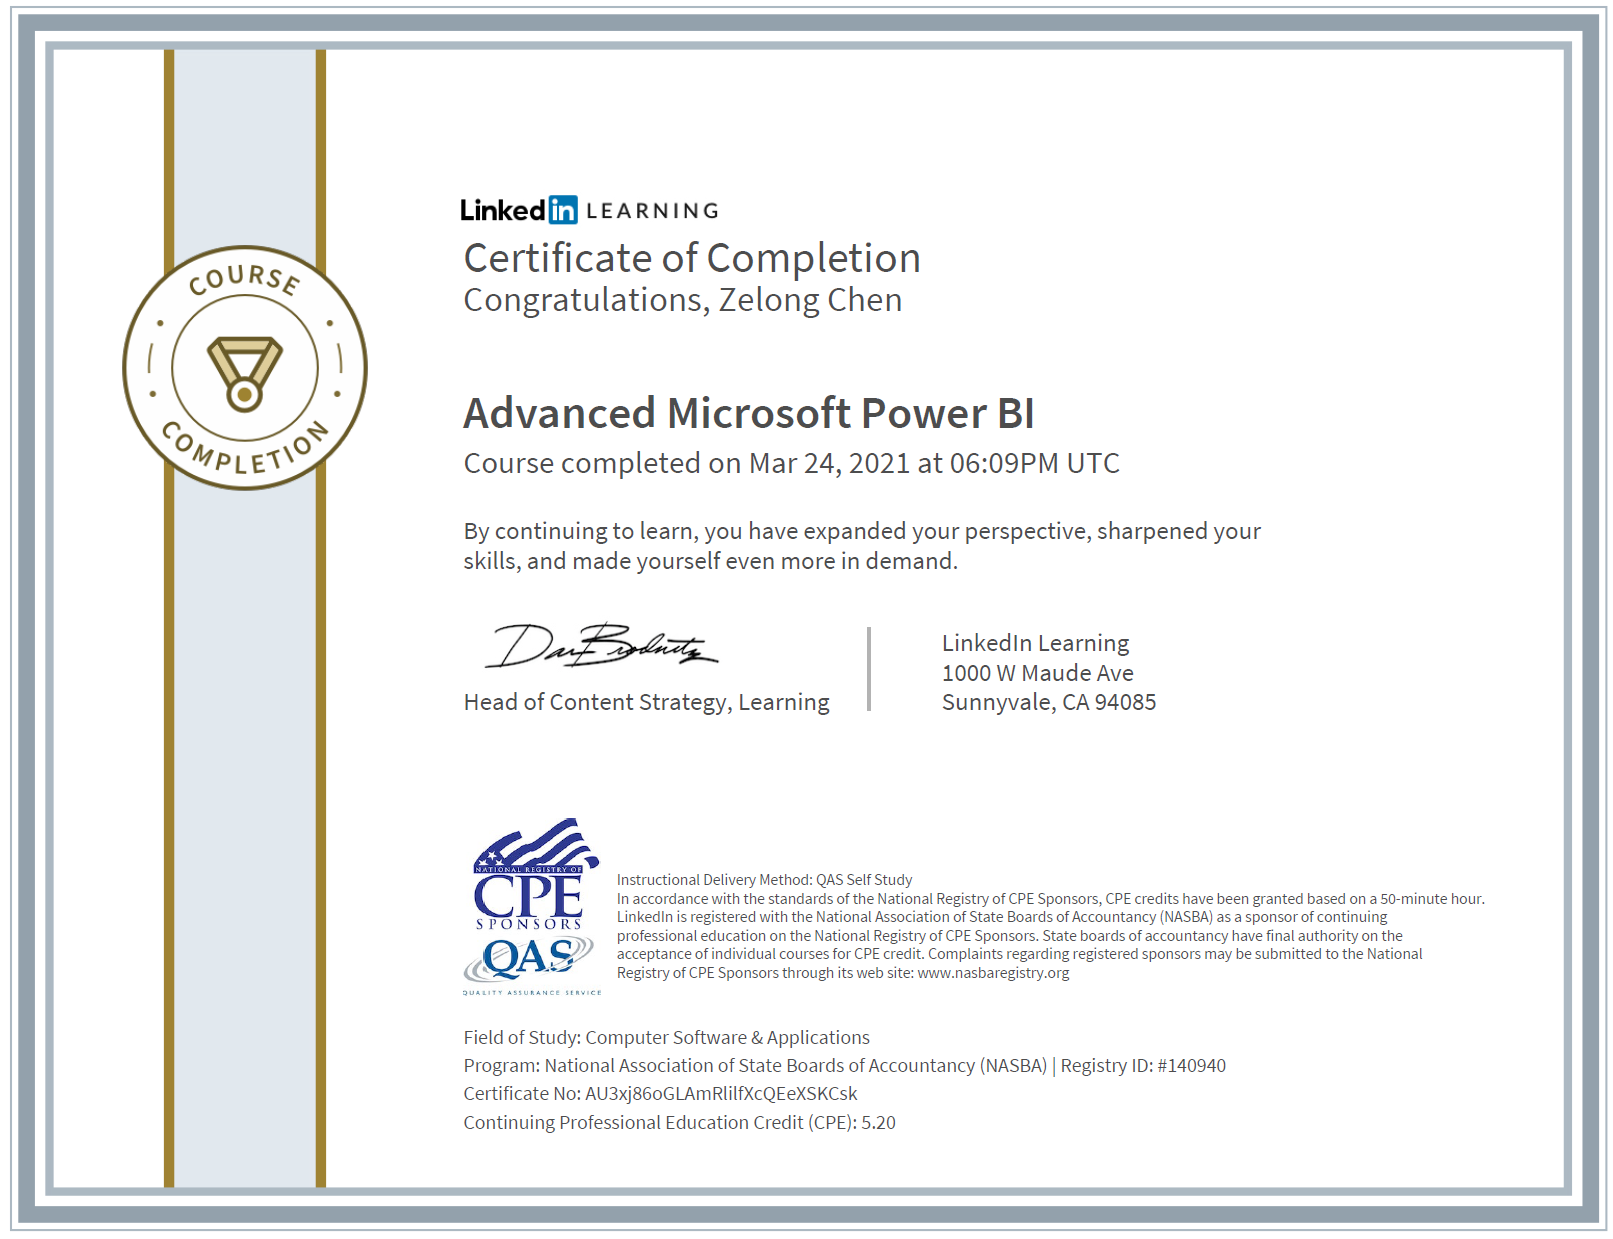 COURSE
COMPLETION
Linkedin LEARNING
Certificate of Completion
Congratulations, Zelong Chen
Advanced Microsoft Power BI
Course completed on Mar 24, 2021 at 06:09PM UTC
By continuing to learn, you have expanded your perspective, sharpened your
skills, and made yourself even more in demand.
Head of Content Strategy, Learning
LinkedIn Learning
1000 W Maude Ave
Sunnyvale, CA 94085
NATIONAL REGISTRY OF
CPE
SPONSORS
QAS
QUALITY ASSURANCE SERVICE
Instructional Delivery Method: QAS Self Study
In accordance with the standards of the National Registry of CPE Sponsors, CPE credits have been granted based on a 50-minute hour.
LinkedIn is registered with the National Association of State Boards of Accountancy (NASBA) as a sponsor of continuing
professional education on the National Registry of CPE Sponsors. State boards of accountancy have final authority on the
acceptance of individual courses for CPE credit. Complaints regarding registered sponsors may be submitted to the National
Registry of CPE Sponsors through its web site: www.nasbaregistry.org
Field of Study: Computer Software & Applications
Program: National Association of State Boards of Accountancy (NASBA) | Registry ID: #140940
Certificate No: AU3xj86oGLAmRlilfXcQEeXSKCsk
Continuing Professional Education Credit (CPE): 5.20